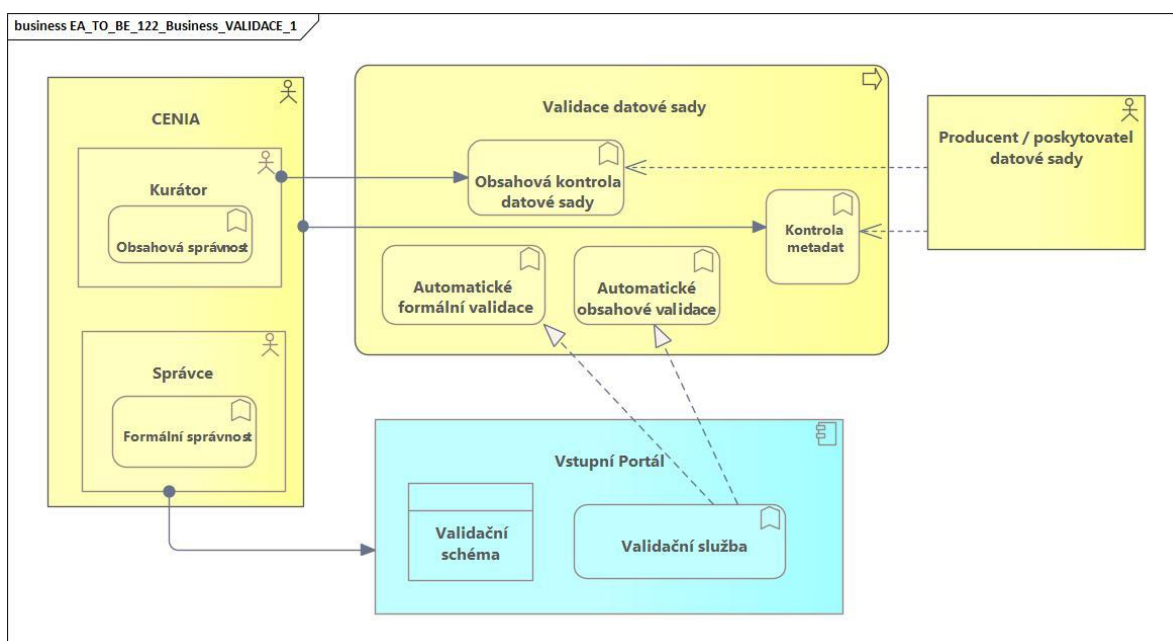 business EA_TO_BE_122_Business_VALIDACE_1
CENIA
Kurátor
Obsahová správnost
Správce
Formální správnost
Validace datové sady
Obsahová kontrola
datové sady
Kontrola
metadat
Automatické
formální validace
Automatické
obsahové validace
Producent / poskytovatel
datové sady
Vstupní Portál
Validační
schéma
Validační služba